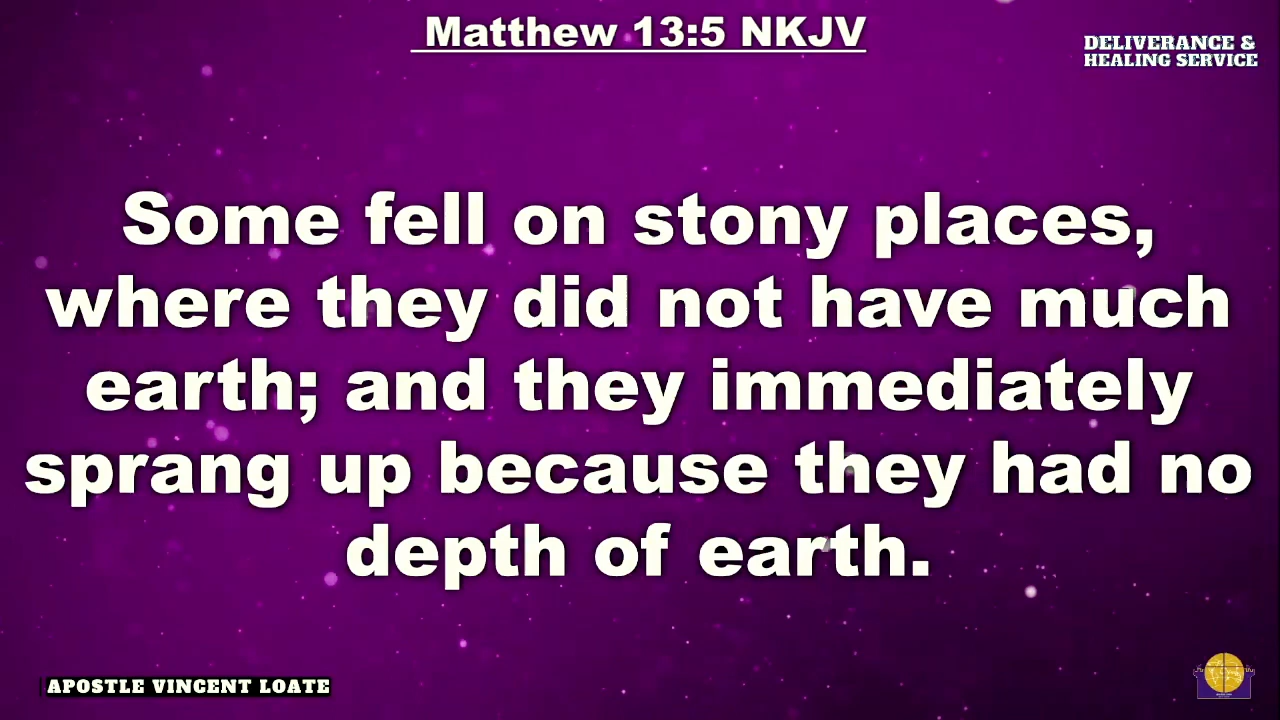 Matthew 13:5 NKJV
DELIVERANCE &
HEALING SERVICE
Some fell on stony places,
where they did not have much
earth; and they immediately
sprang up because they had no
depth of earth.
APOSTLE VINCENT LOATE